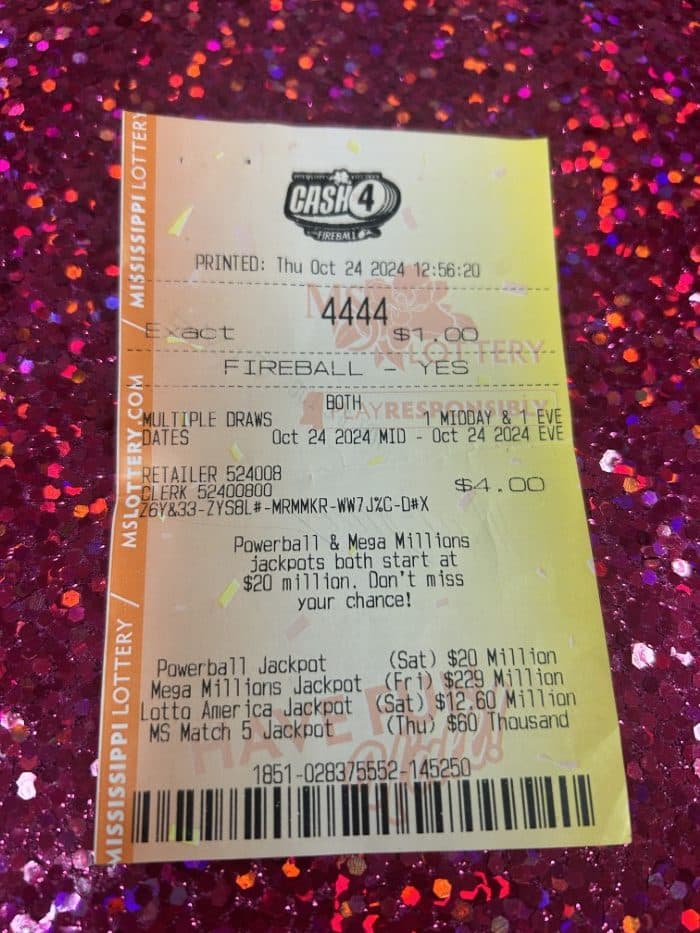 CASH 4
FIREBALL
PRINTED: Thu Oct 24 2024 12:56:20
4444
Exact $1.00
FIREBALL - YES
BOTH
MULTIPLE DRAWS 1 MIDDAY & 1 EVE
DATES Oct 24 2024 MID - Oct 24 2024 EVE
RETAILER 524008
CLERK 52400800 $4.00
Z6Y&33-ZYS8L#-MRMMKR-WW7J%C-D#X
Powerball & Mega Millions
jackpots both start at
$20 million. Don't miss
your chance!
Powerball Jackpot (Sat) $20 Million
Mega Millions Jackpot (Fri) $229 Million
Lotto America Jackpot (Sat) $12.60 Million
MS Match 5 Jackpot (Thu) $60 Thousand
1851-028375552-145250
MS
LOTTERY
PLAY RESPONSIBLY
HAVE FUN
Y'all!
MISSISSIPPI LOTTERY / MSLOTTERY.COM / MISSISSIPPI LOTTERY